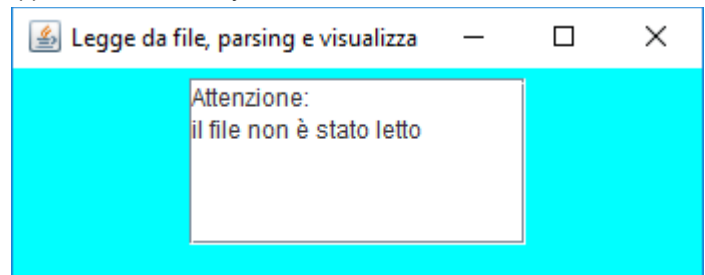 Legge da file, parsing e visualizza
Attenzione:
il file non è stato letto